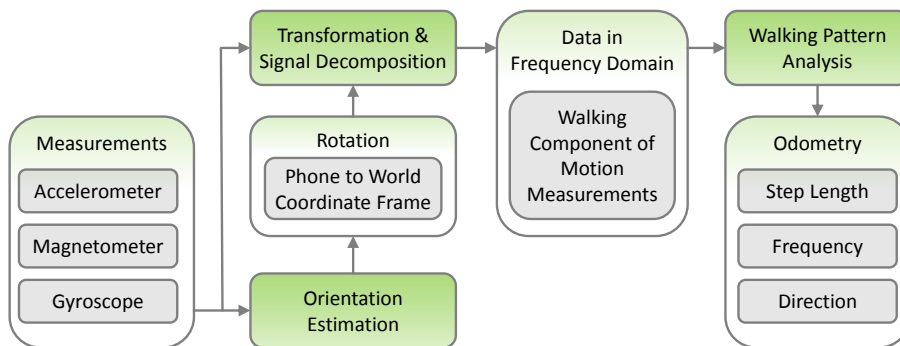 Measurements
Accelerometer
Magnetometer
Gyroscope
Transformation &
Signal Decomposition
Rotation
Phone to World
Coordinate Frame
Orientation
Estimation
Data in
Frequency Domain
Walking
Component of
Motion
Measurements
Walking Pattern
Analysis
Odometry
Step Length
Frequency
Direction